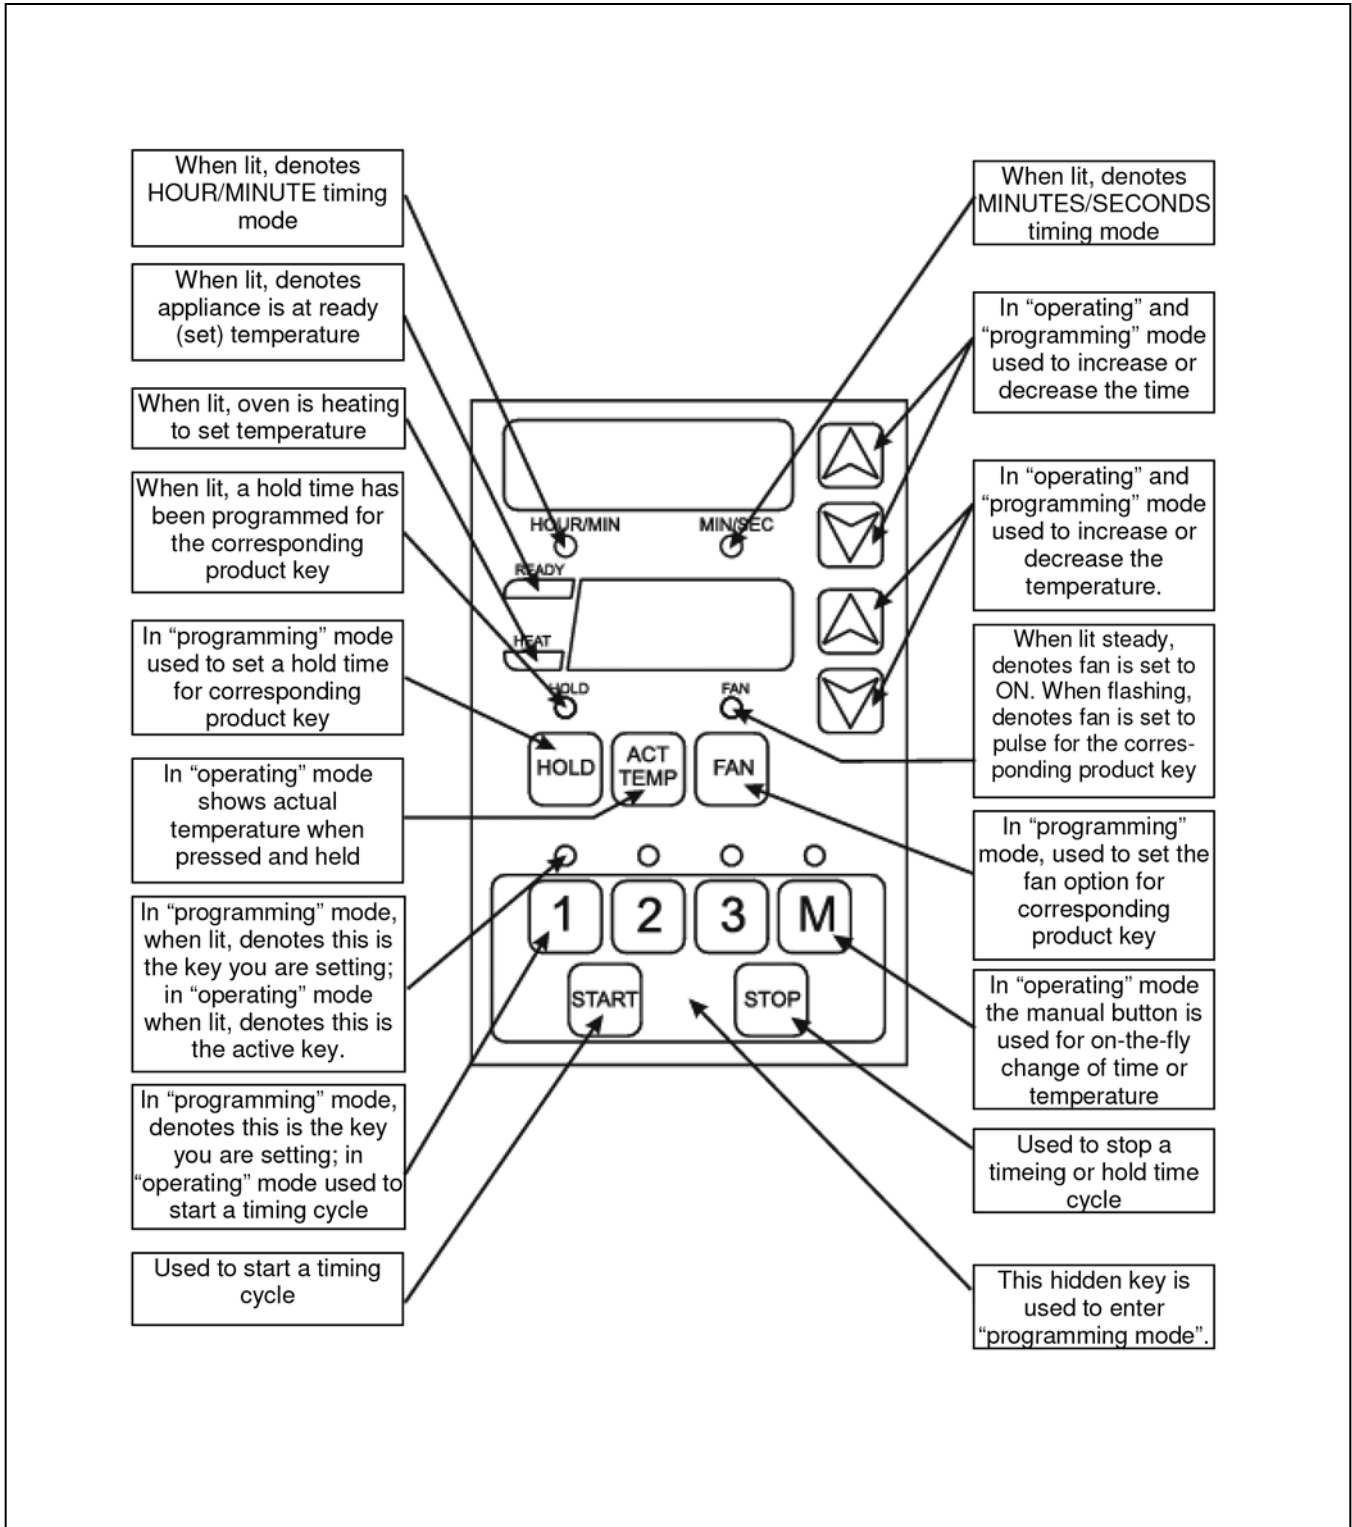 When lit, denotes
HOUR/MINUTE timing
mode
When lit, denotes
appliance is at ready
(set) temperature
When lit, oven is heating
to set temperature
When lit, a hold time has
been programmed for
the corresponding
product key
In “programming” mode
used to set a hold time
for corresponding
product key
In “operating” mode
shows actual
temperature when
pressed and held
In “programming” mode,
when lit, denotes this is
the key you are setting;
in “operating” mode
when lit, denotes this is
the active key.
In “programming” mode,
denotes this is the key
you are setting; in
“operating” mode used to
start a timing cycle
Used to start a timing
cycle
HOUR/MIN MIN/SEC
READY
HEAT
HOLD FAN
HOLD ACT TEMP FAN
1 2 3 M
START STOP
When lit, denotes
MINUTES/SECONDS
timing mode
In “operating” and
“programming” mode
used to increase or
decrease the time
In “operating” and
“programming” mode
used to increase or
decrease the
temperature.
When lit steady,
denotes fan is set to
ON. When flashing,
denotes fan is set to
pulse for the corres-
ponding product key
In “programming”
mode, used to set the
fan option for
corresponding
product key
In “operating” mode
the manual button is
used for on-the-fly
change of time or
temperature
Used to stop a
timeing or hold time
cycle
This hidden key is
used to enter
“programming mode”.